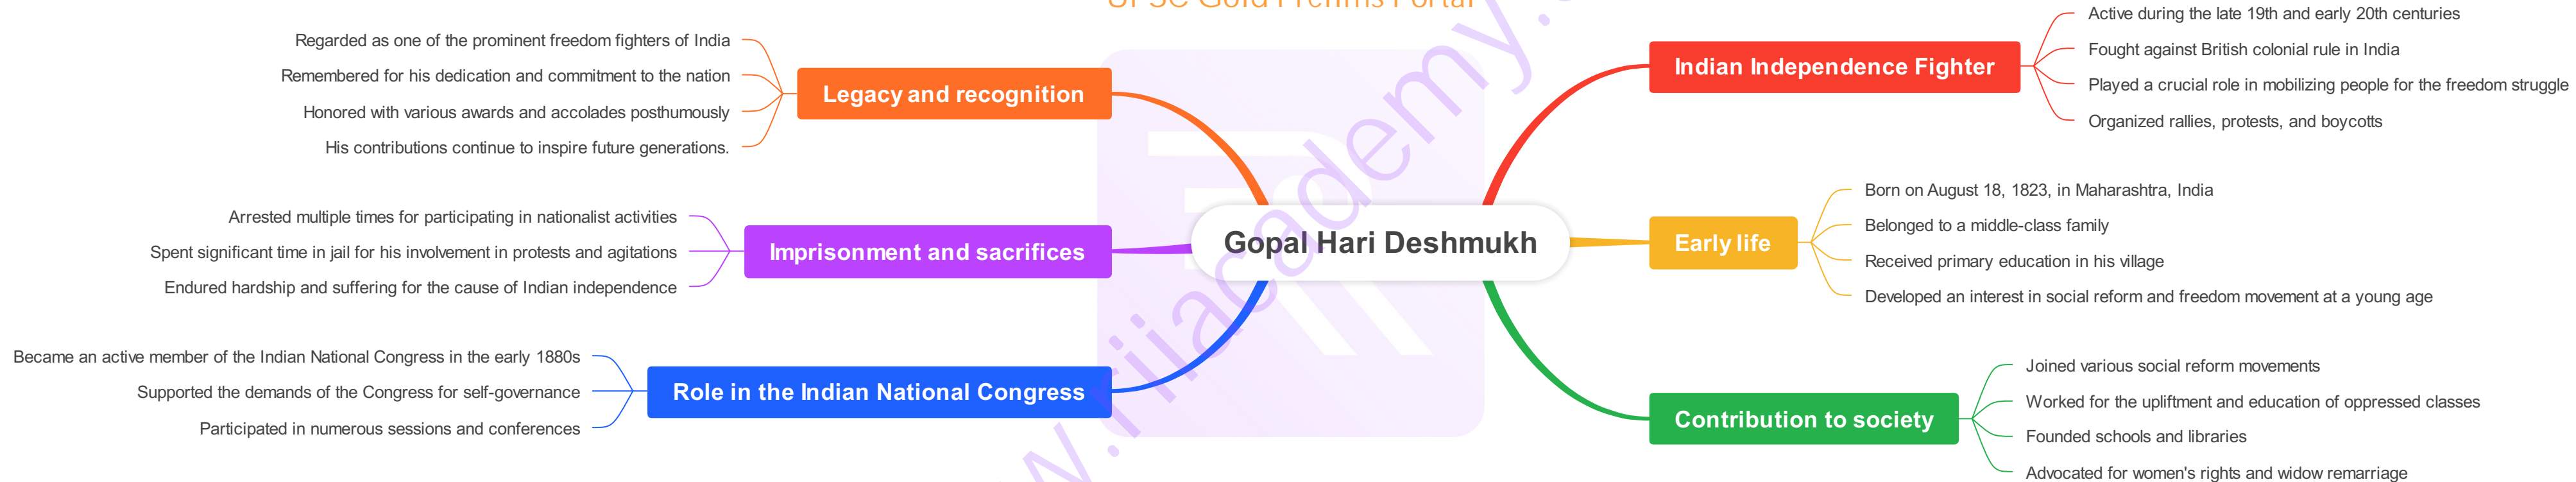 UPSC Gold Prelims Portal
Gopal Hari Deshmukh
Indian Independence Fighter
Active during the late 19th and early 20th centuries
Fought against British colonial rule in India
Played a crucial role in mobilizing people for the freedom struggle
Organized rallies, protests, and boycotts
Early life
Born on August 18, 1823, in Maharashtra, India
Belonged to a middle-class family
Received primary education in his village
Developed an interest in social reform and freedom movement at a young age
Contribution to society
Joined various social reform movements
Worked for the upliftment and education of oppressed classes
Founded schools and libraries
Advocated for women's rights and widow remarriage
Legacy and recognition
Regarded as one of the prominent freedom fighters of India
Remembered for his dedication and commitment to the nation
Honored with various awards and accolades posthumously
His contributions continue to inspire future generations.
Imprisonment and sacrifices
Arrested multiple times for participating in nationalist activities
Spent significant time in jail for his involvement in protests and agitations
Endured hardship and suffering for the cause of Indian independence
Role in the Indian National Congress
Became an active member of the Indian National Congress in the early 1880s
Supported the demands of the Congress for self-governance
Participated in numerous sessions and conferences
w.rijiacademy.